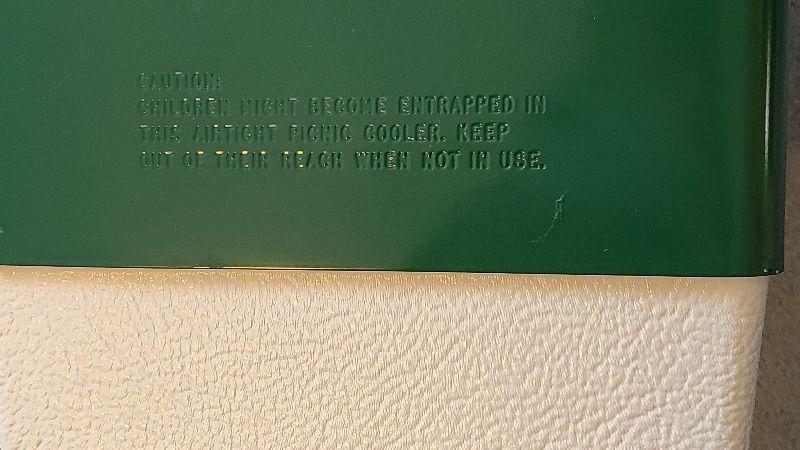 CAUTION:
CHILDREN MIGHT BECOME ENTRAPPED IN
THIS AIRTIGHT PICNIC COOLER. KEEP
OUT OF THEIR REACH WHEN NOT IN USE.